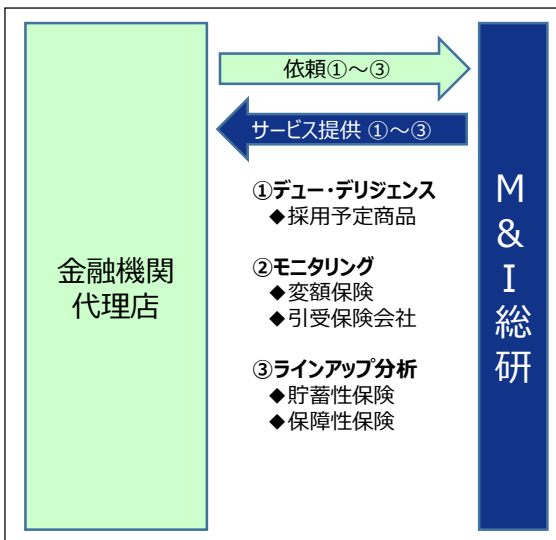 依頼①～③
サービス提供 ①～③
金融機関
代理店
①デュー・デリジェンス
◆採用予定商品
②モニタリング
◆変額保険
◆引受保険会社
③ラインアップ分析
◆貯蓄性保険
◆保障性保険
M&I総研